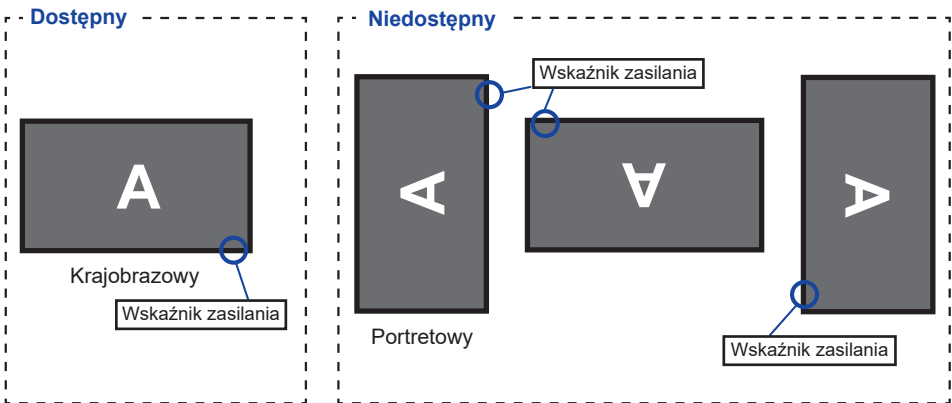 Dostępny
A
Krajobrazowy
Wskaźnik zasilania
Niedostępny
Wskaźnik zasilania
A
A
A
Portretowy
Wskaźnik zasilania